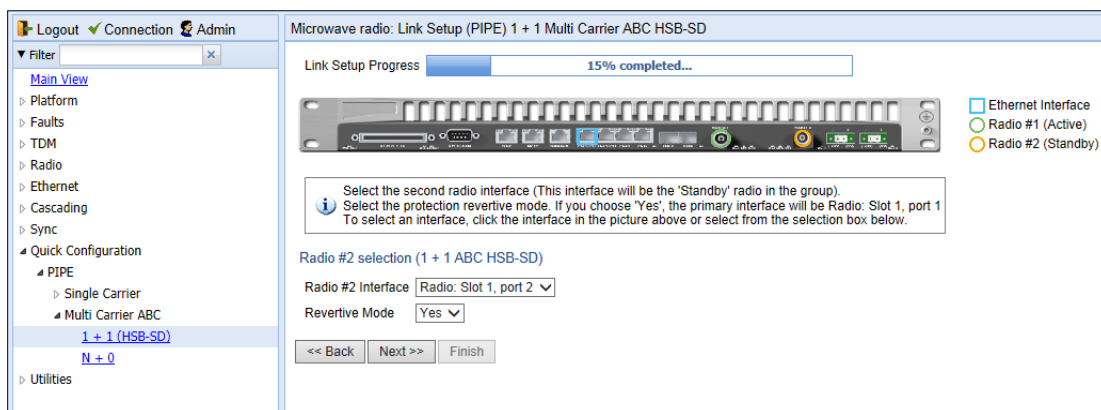 Logout Connection Admin
Filter
Main View
Platform
Faults
TDM
Radio
Ethernet
Cascading
Sync
Quick Configuration
PIPE
Single Carrier
Multi Carrier ABC
1 + 1 (HSB-SD)
N + 0
Utilities
Microwave radio: Link Setup (PIPE) 1 + 1 Multi Carrier ABC HSB-SD
Link Setup Progress 15% completed...
Ethernet Interface
Radio #1 (Active)
Radio #2 (Standby)
Select the second radio interface (This interface will be the 'Standby' radio in the group).
Select the protection revertive mode. If you choose 'Yes', the primary interface will be Radio: Slot 1, port 1
To select an interface, click the interface in the picture above or select from the selection box below.
Radio #2 selection (1 + 1 ABC HSB-SD)
Radio #2 Interface Radio: Slot 1, port 2
Revertive Mode Yes
<< Back Next >> Finish